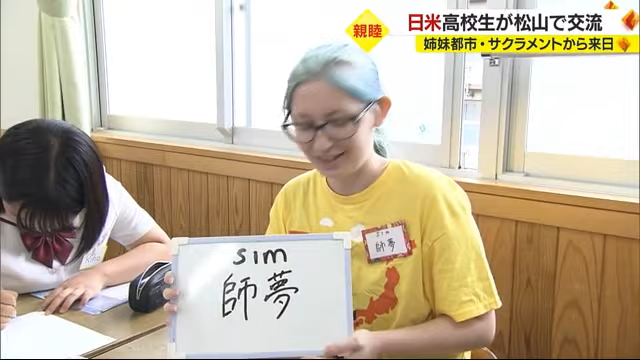 親睦
日米高校生が松山で交流
姉妹都市・サクラメントから来日
sim
師夢
sim
師夢